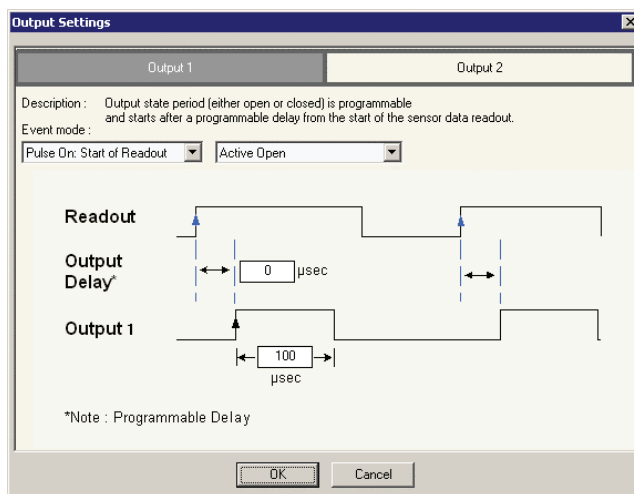 Output Settings
Output 1
Output 2
Description : Output state period (either open or closed) is programmable
and starts after a programmable delay from the start of the sensor data readout.
Event mode :
Pulse On: Start of Readout
Active Open
Readout
Output
Delay*
0 μsec
Output 1
100
μsec
*Note : Programmable Delay
OK
Cancel